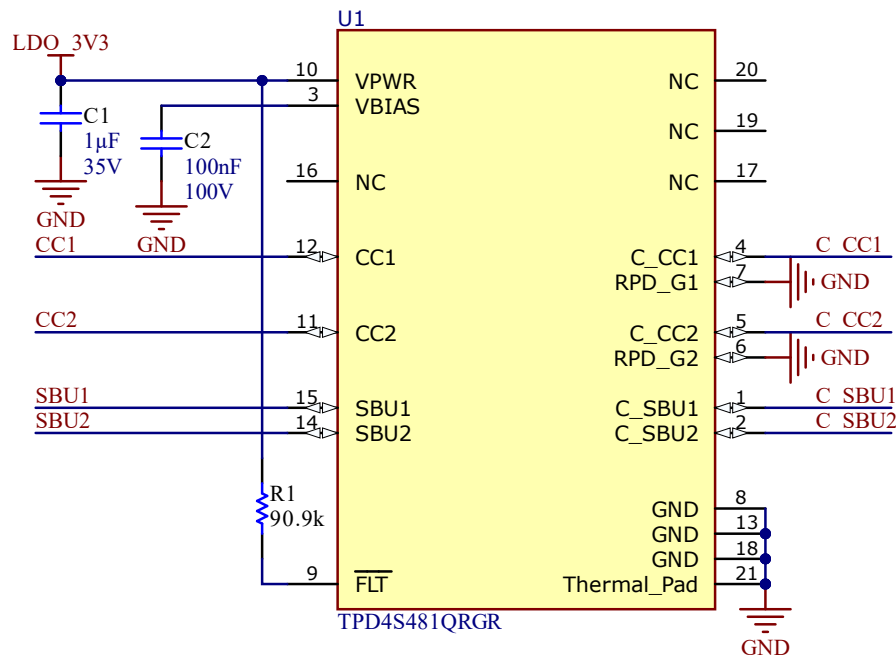 U1
LDO_3V3
10 VPWR NC 20
3 VBIAS
C1
1µF
35V
C2
100nF
100V
NC 19
16 NC NC 17
GND
GND
CC1 12 CC1 C_CC1 4 C_CC1
RPD_G1 7 GND
CC2 11 CC2 C_CC2 5 C_CC2
RPD_G2 6 GND
SBU1 15 SBU1 C_SBU1 1 C_SBU1
SBU2 14 SBU2 C_SBU2 2 C_SBU2
R1
90.9k
GND 8
GND 13
GND 18
9 FLT Thermal_Pad 21
TPD4S481QRGR
GND